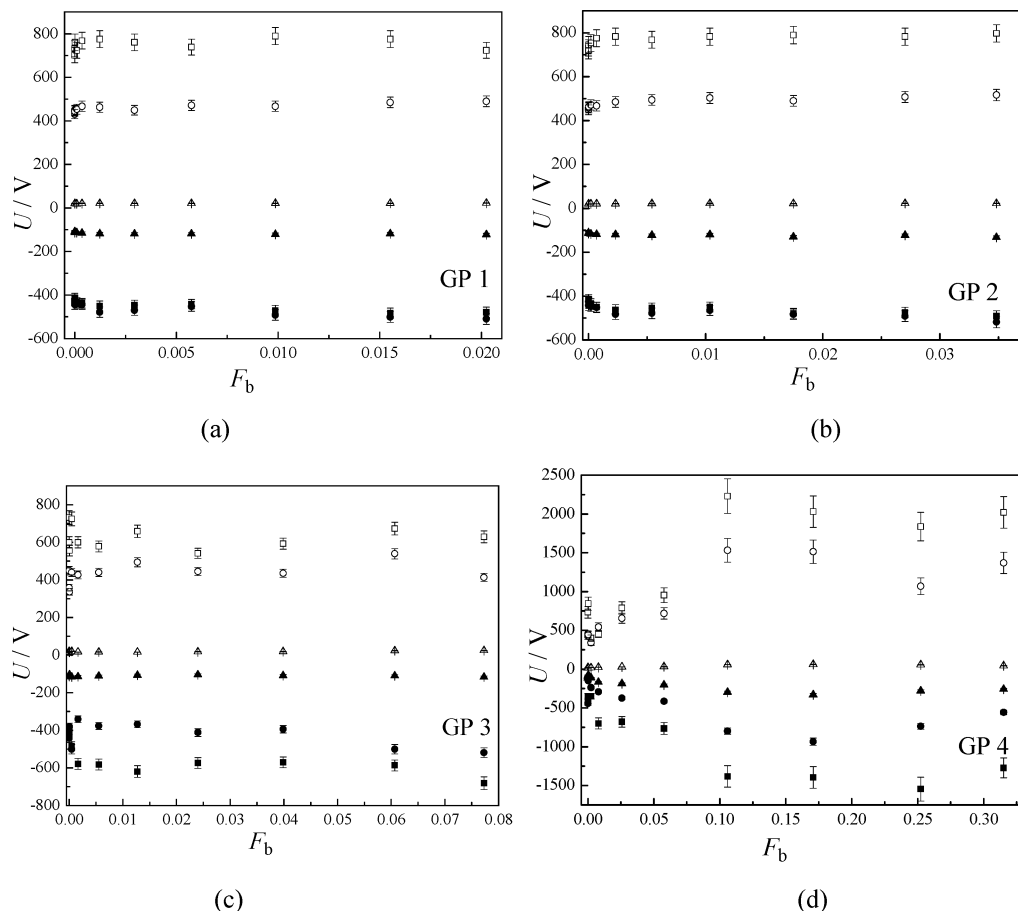 800
600
400
200
0
-200
-400
-600
U / V
GP 1
0.000 0.005 0.010 0.015 0.020
F_b
(a)
800
600
400
200
0
-200
-400
-600
U / V
GP 2
0.00 0.01 0.02 0.03
F_b
(b)
800
600
400
200
0
-200
-400
-600
-800
U / V
GP 3
0.00 0.01 0.02 0.03 0.04 0.05 0.06 0.07 0.08
F_b
(c)
2500
2000
1500
1000
500
0
-500
-1000
-1500
U / V
GP 4
0.00 0.05 0.10 0.15 0.20 0.25 0.30
F_b
(d)